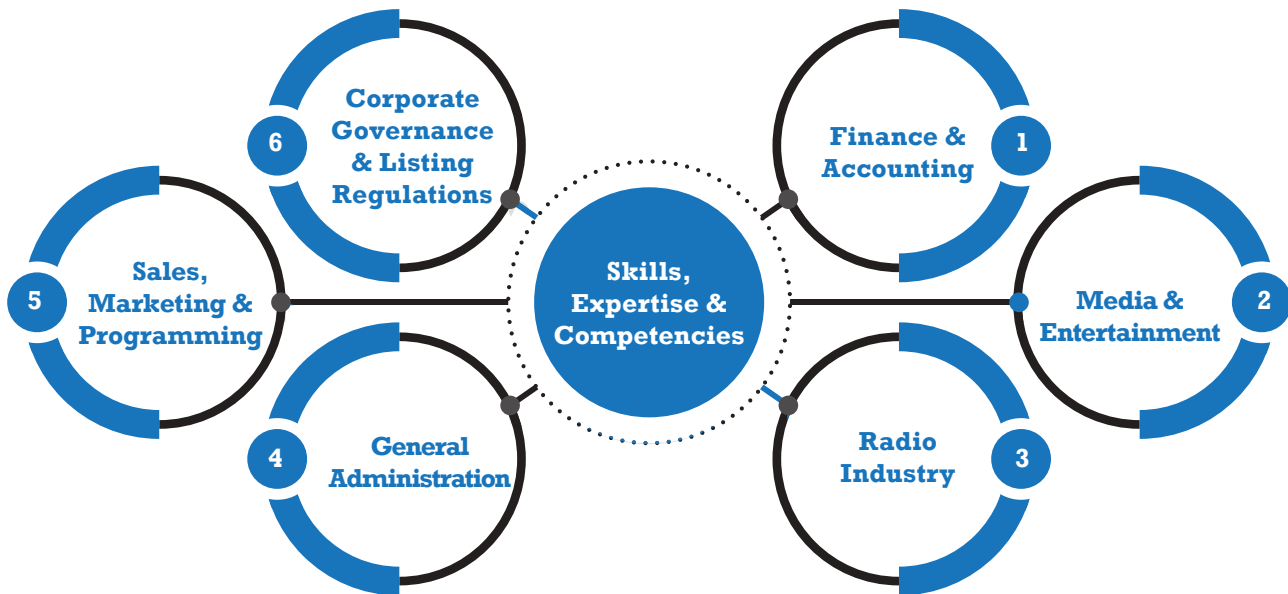 Skills,
Expertise &
Competencies
1
Finance &
Accounting
2
Media &
Entertainment
3
Radio
Industry
4
General
Administration
5
Sales,
Marketing &
Programming
6
Corporate
Governance
& Listing
Regulations